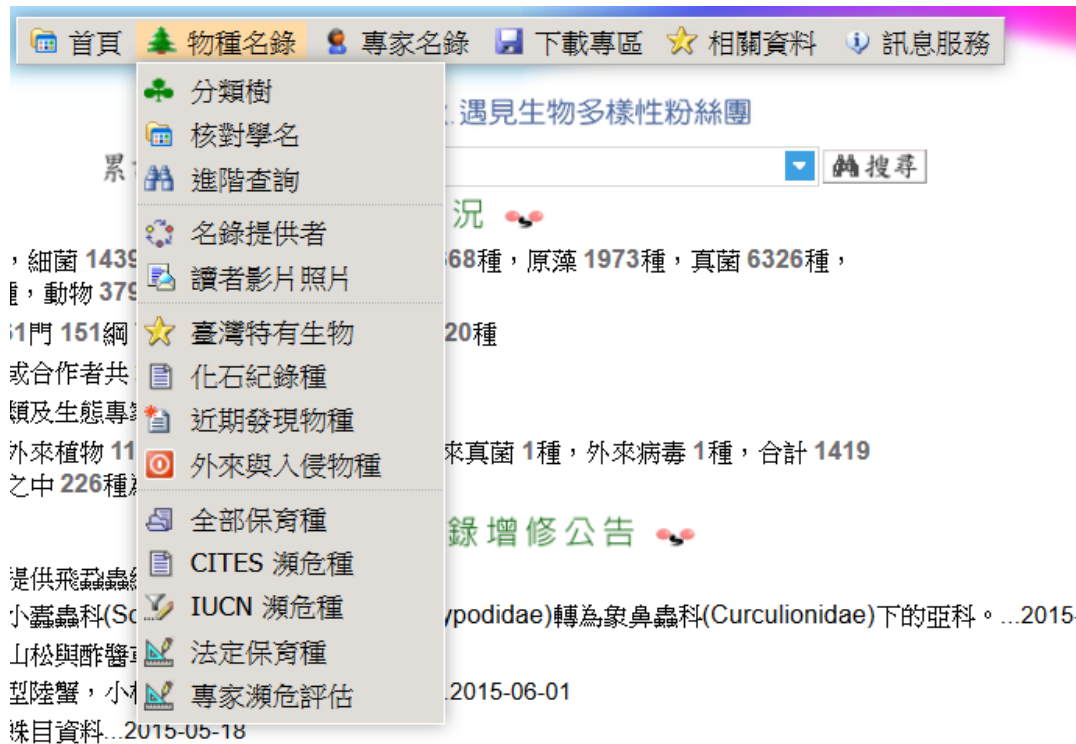 首頁 物種名錄 專家名錄 下載專區 相關資料 訊息服務
分類樹
核對學名
進階查詢
名錄提供者
讀者影片照片
臺灣特有生物
化石紀錄種
近期發現物種
外來與入侵物種
全部保育種
CITES 瀕危種
IUCN 瀕危種
法定保育種
專家瀕危評估
遇見生物多樣性粉絲團
累 搜尋
況
,細菌 1439 68種,原藻 1973種,真菌 6326種,
,動物 379
門 151綱 20種
或合作者共
類及生態專
外來植物 11 來真菌 1種,外來病毒 1種,合計 1419
之中 226種
錄增修公告
提供飛蝨蟲
小蠹蟲科(Sc ypodidae)轉為象鼻蟲科(Curculionidae)下的亞科。...2015-
山松與酢醬
型陸蟹,小 .2015-06-01
目資料...2015-05-18